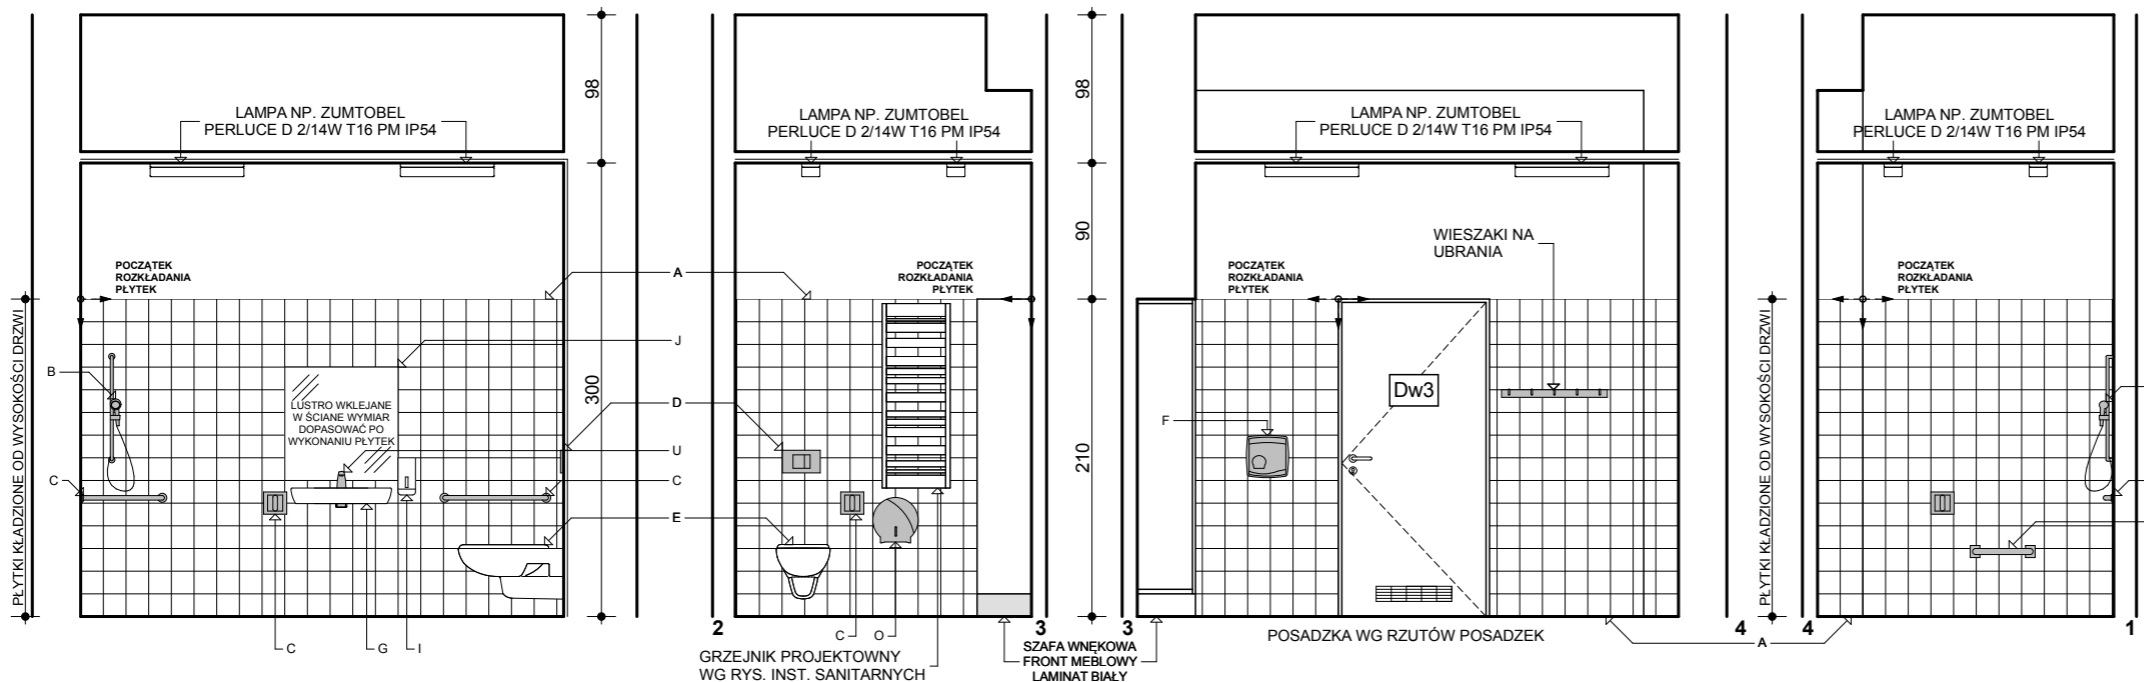 LAMPA NP. ZUMTOBEL
PERLUCE D 2/14W T16 PM IP54
98
LAMPA NP. ZUMTOBEL
PERLUCE D 2/14W T16 PM IP54
98
LAMPA NP. ZUMTOBEL
PERLUCE D 2/14W T16 PM IP54
LAMPA NP. ZUMTOBEL
PERLUCE D 2/14W T16 PM IP54
POCZĄTEK
ROZKŁADANIA
PŁYTEK
A
POCZĄTEK
ROZKŁADANIA
PŁYTEK
90
POCZĄTEK
ROZKŁADANIA
PŁYTEK
WIESZAKI NA
UBRANIA
POCZĄTEK
ROZKŁADANIA
PŁYTEK
PŁYTKI KŁADZIONE OD WYSOKOŚCI DRZWI
B
C
J
LUSTRO WKLEJANE
W ŚCIANE WYMIAR
DOPASOWAĆ PO
WYKONANIU PŁYTEK
300
D
U
C
E
210
F
Dw3
PŁYTKI KŁADZIONE OD WYSOKOŚCI DRZWI
C
G
I
2
C
O
3
GRZEJNIK PROJEKTOWNY
WG RYS. INST. SANITARNYCH
SZAFA WNĘKOWA
FRONT MEBLOWY
LAMINAT BIAŁY
3
POSADZKA WG RZUTÓW POSADZEK
4
A
4
1